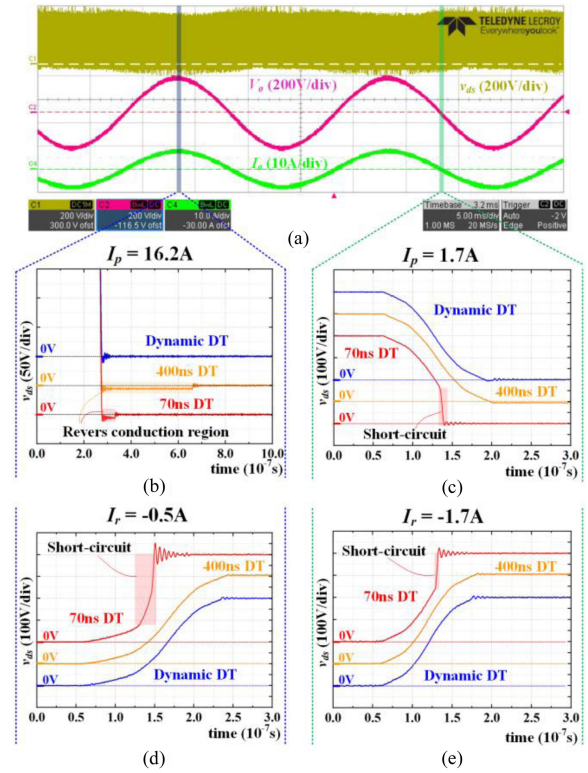 TELEDYNE LECROY
Everywhereyoulook™
C1
C2
C4
Vo (200V/div)
vds (200V/div)
Io (10A/div)
C1 DC1M
200 V/div
300.0 V ofst
C2 DC
200 V/div
-116.5 V ofst
C4 DC
10.0 A/div
-30.00 A ofst
Timebase -3.2 ms
5.00 ms/div
1.00 MS 20 MS/s
Trigger C2 DC
Auto -2 V
Edge Positive
(a)
Ip = 16.2A
vds (50V/div)
0V
Dynamic DT
0V
400ns DT
0V
70ns DT
Revers conduction region
0.0 2.0 4.0 6.0 8.0 10.0
time (10⁻⁷s)
(b)
Ip = 1.7A
vds (100V/div)
Dynamic DT
400ns DT
70ns DT
0V
0V
0V
Short-circuit
0.0 0.5 1.0 1.5 2.0 2.5 3.0
time (10⁻⁷s)
(c)
Ir = -0.5A
vds (100V/div)
Short-circuit
400ns DT
70ns DT
0V
0V
0V
Dynamic DT
0.0 0.5 1.0 1.5 2.0 2.5 3.0
time (10⁻⁷s)
(d)
Ir = -1.7A
vds (100V/div)
Short-circuit
400ns DT
70ns DT
0V
0V
0V
Dynamic DT
0.0 0.5 1.0 1.5 2.0 2.5 3.0
time (10⁻⁷s)
(e)